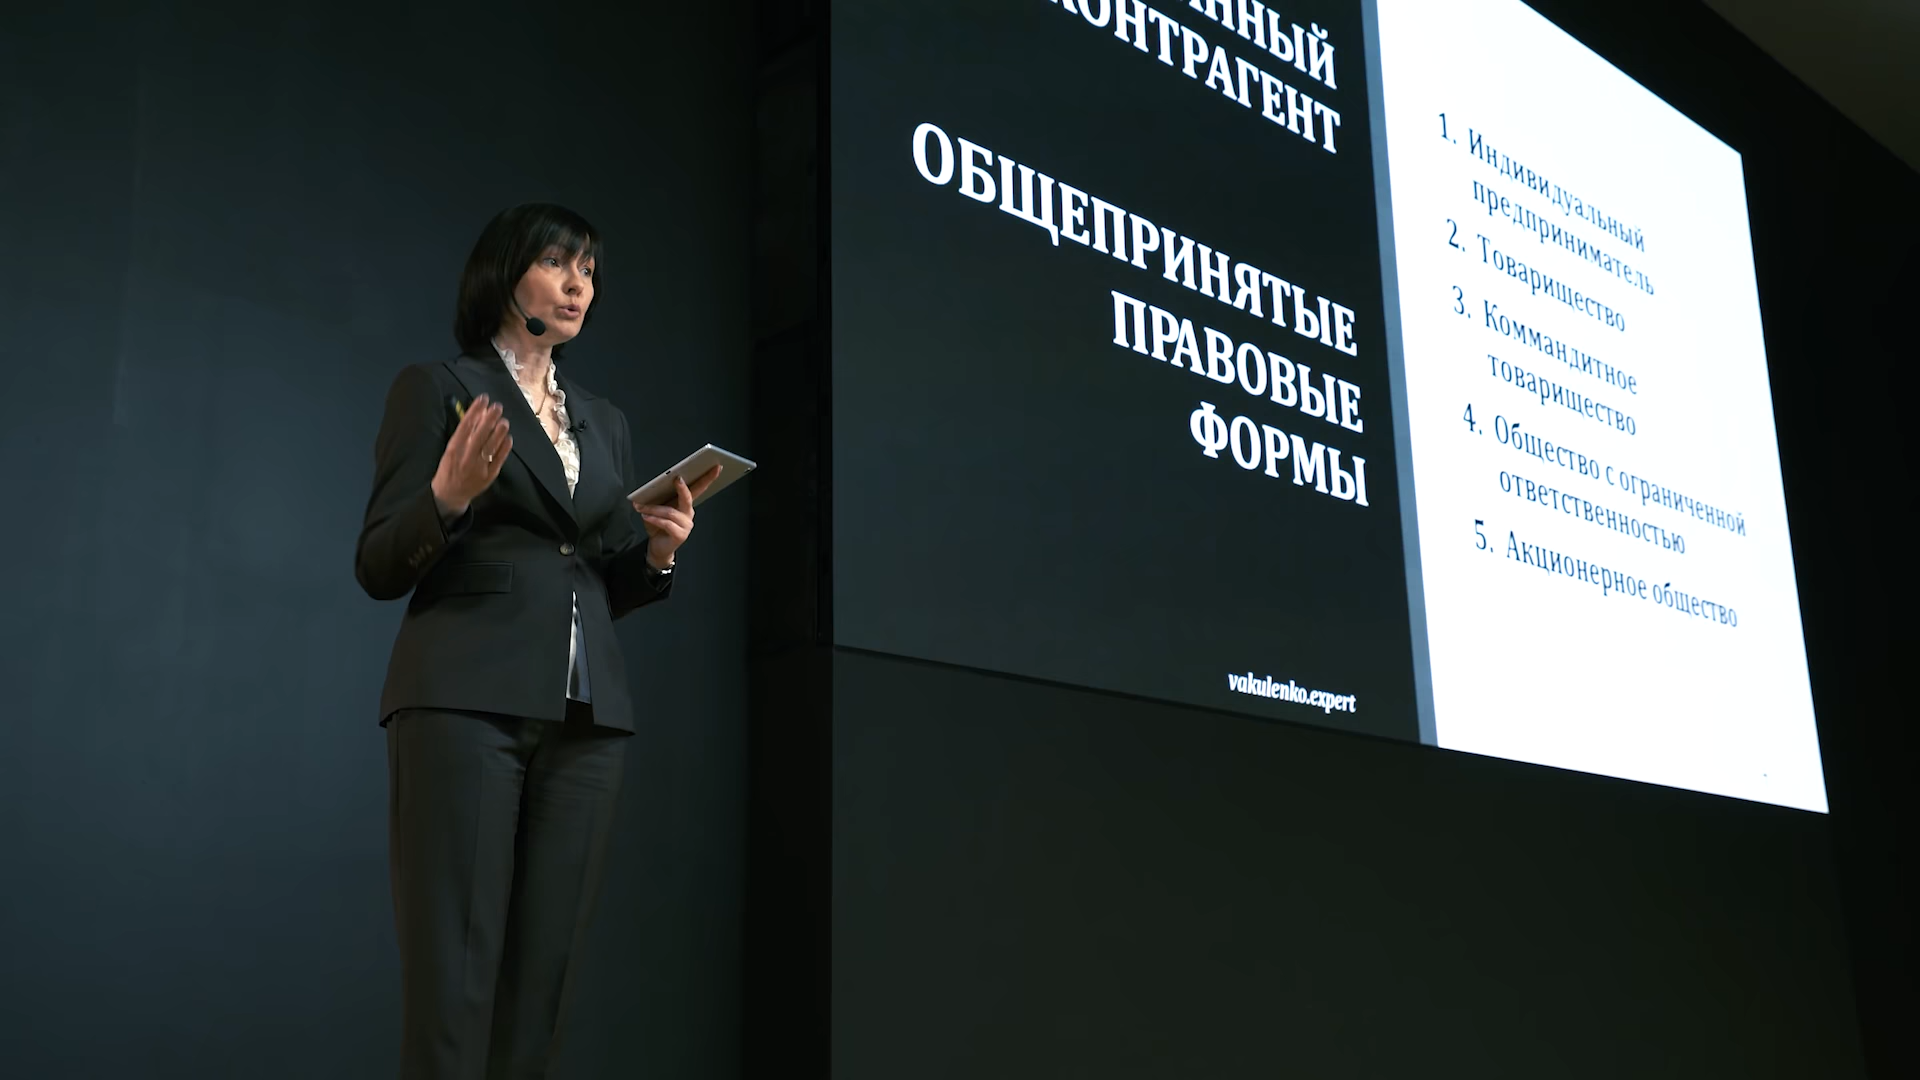 КОНТРАГЕНТ
ОБЩЕПРИНЯТЫЕ
ПРАВОВЫЕ
ФОРМЫ
vakulenko.expert
1. Индивидуальный
предприниматель
2. Товарищество
3. Коммандитное
товарищество
4. Общество с ограниченной
ответственностью
5. Акционерное общество